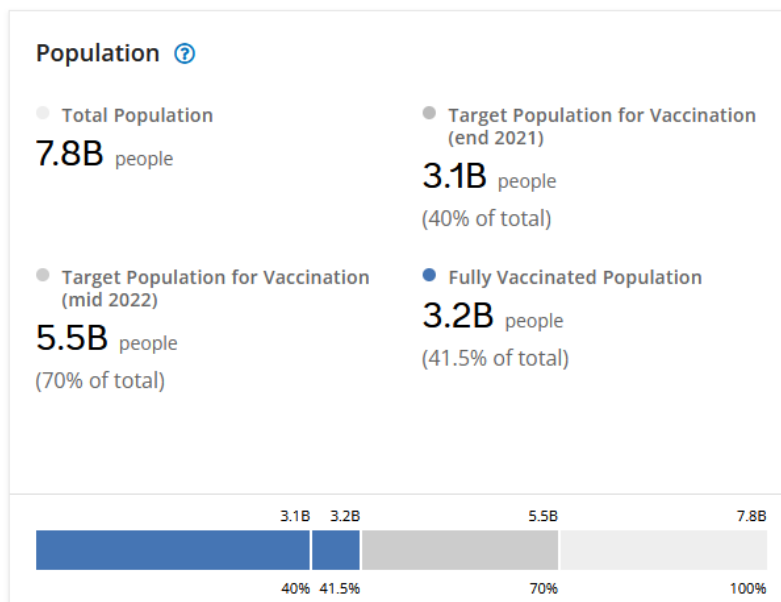 Population ?
Total Population
7.8B people
Target Population for Vaccination
(end 2021)
3.1B people
(40% of total)
Target Population for Vaccination
(mid 2022)
5.5B people
(70% of total)
Fully Vaccinated Population
3.2B people
(41.5% of total)
3.1B 3.2B 5.5B 7.8B
40% 41.5% 70% 100%